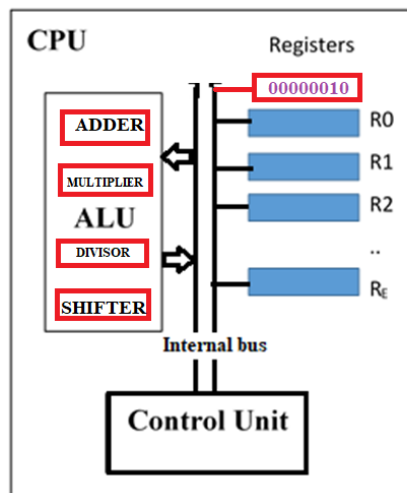 CPU
Registers
00000010
ADDER
R0
MULTIPLIER
R1
ALU
R2
DIVISOR
..
SHIFTER
RE
Internal bus
Control Unit